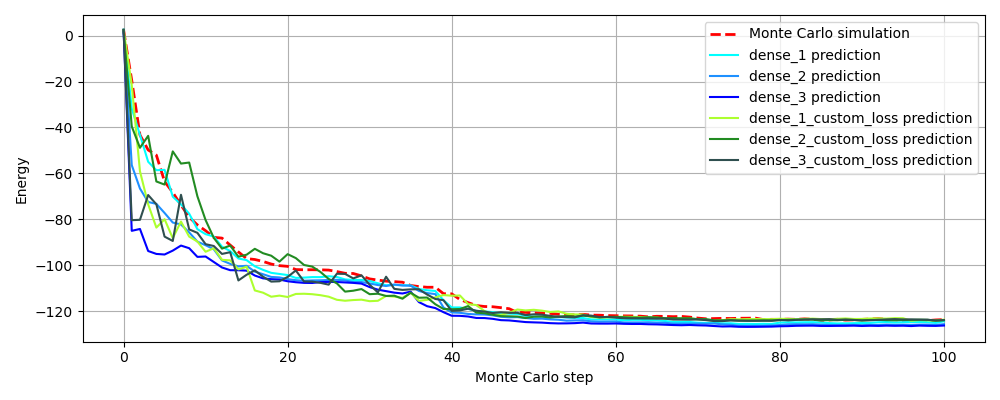 Monte Carlo simulation
dense_1 prediction
dense_2 prediction
dense_3 prediction
dense_1_custom_loss prediction
dense_2_custom_loss prediction
dense_3_custom_loss prediction
Energy
0
−20
−40
−60
−80
−100
−120
0 20 40 60 80 100
Monte Carlo step